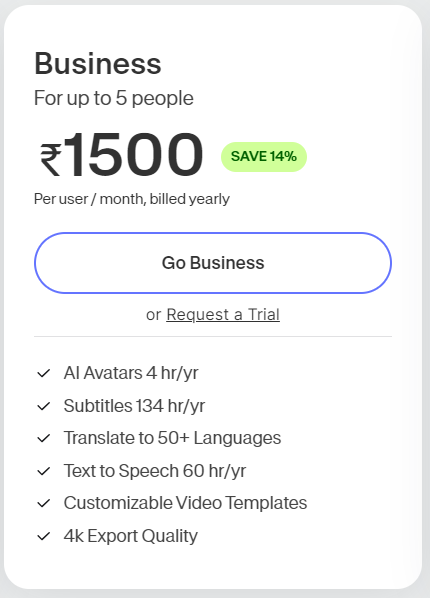 Business
For up to 5 people
₹1500 SAVE 14%
Per user / month, billed yearly
Go Business
or Request a Trial
AI Avatars 4 hr/yr
Subtitles 134 hr/yr
Translate to 50+ Languages
Text to Speech 60 hr/yr
Customizable Video Templates
4k Export Quality